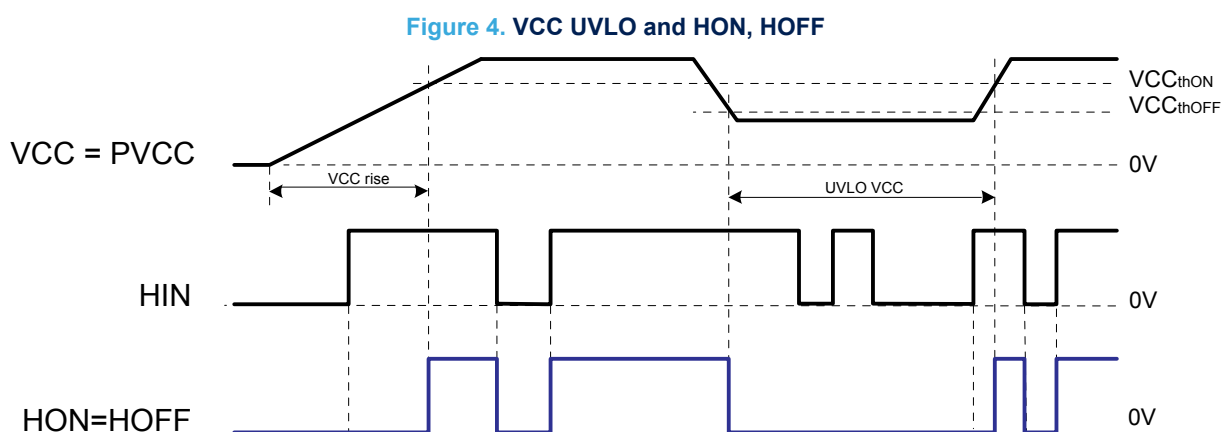 Figure 4. VCC UVLO and HON, HOFF
VCCthON
VCCthOFF
VCC = PVCC
0V
VCC rise
UVLO VCC
HIN
0V
HON=HOFF
0V